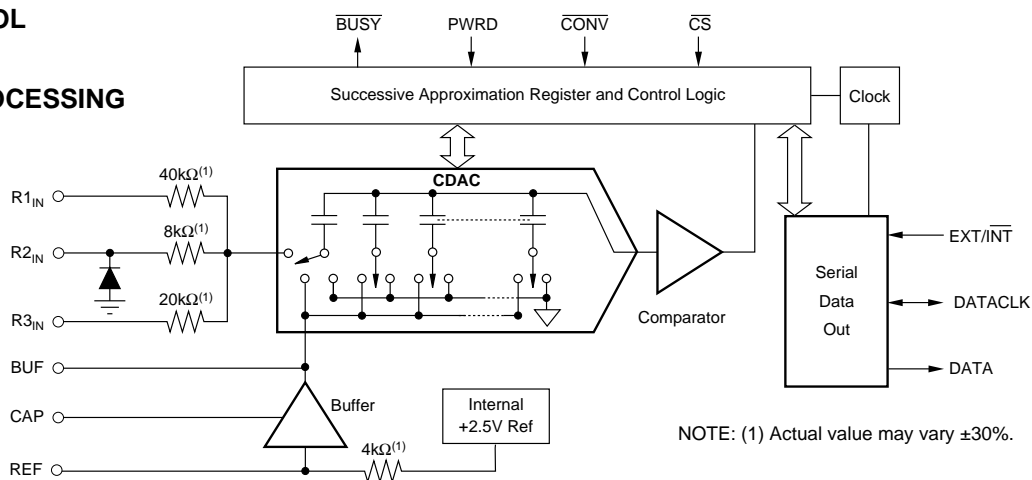 OL
OCESSING
BUSY PWRD CONV CS
Successive Approximation Register and Control Logic
Clock
CDAC
40kΩ(1)
R1IN
8kΩ(1)
R2IN
20kΩ(1)
R3IN
Comparator
Serial
Data
Out
EXT/INT
DATACLK
DATA
BUF
Buffer
CAP
Internal
+2.5V Ref
4kΩ(1)
REF
NOTE: (1) Actual value may vary ±30%.